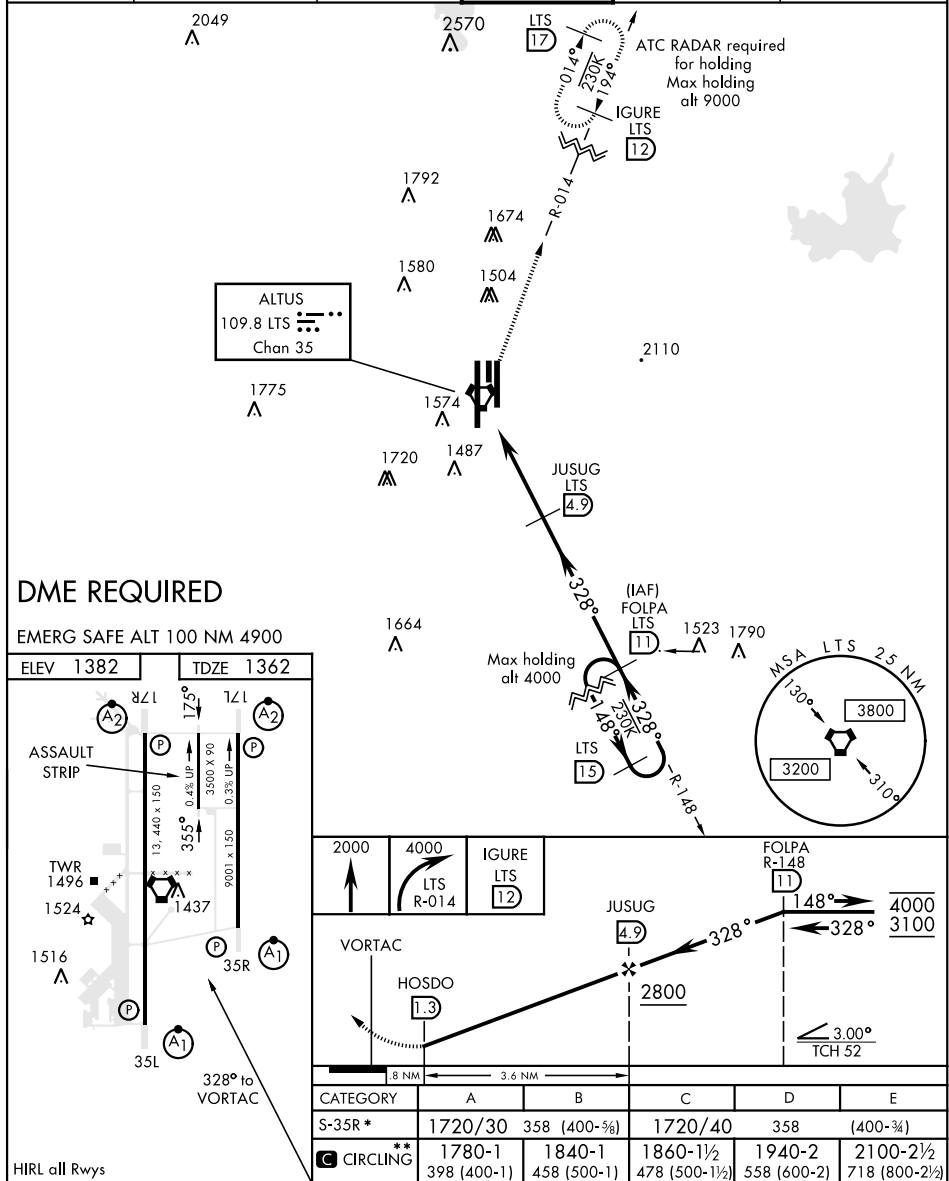 2049
2570
LTS
17
ATC RADAR required
for holding
Max holding
alt 9000
014°
230K
194°
IGURE
LTS
12
R-014
1792
1674
1580
1504
ALTUS
109.8 LTS
Chan 35
2110
1775
1574
1720
1487
JUSUG
LTS
4.9
328°
DME REQUIRED
EMERG SAFE ALT 100 NM 4900
1664
(IAF)
FOLPA
LTS
11
1523
1790
Max holding
alt 4000
148°
230K
328°
LTS
15
R-148
MSA LTS 25 NM
130°
3800
3200
310°
ELEV 1382
TDZE 1362
17R
175°
17L
A2
A2
P
P
ASSAULT
STRIP
0.4% UP
3500 X 90
0.3% UP
13, 440 x 150
355°
9001 x 150
TWR
1496
x x x x
1524
1437
1516
P
35R
A1
P
35L
A1
328° to
VORTAC
HIRL all Rwys
2000
4000
LTS
R-014
IGURE
LTS
12
FOLPA
R-148
11
148°
4000
328°
3100
JUSUG
4.9
328°
VORTAC
HOSDO
1.3
2800
3.00°
TCH 52
.8 NM
3.6 NM
CATEGORY A B C D E
S-35R * 1720/30 358 (400-⅝) 1720/40 358 (400-¾)
C CIRCLING ** 1780-1 1840-1 1860-1½ 1940-2 2100-2½
398 (400-1) 458 (500-1) 478 (500-1½) 558 (600-2) 718 (800-2½)